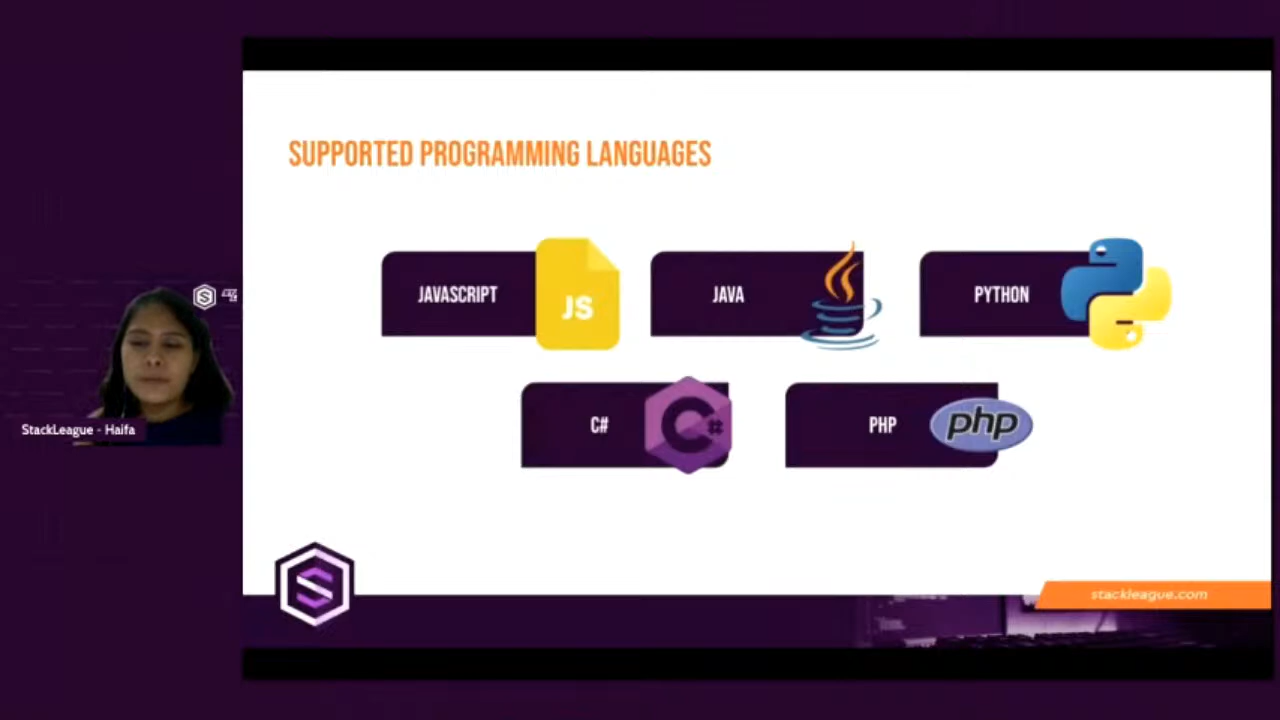 SUPPORTED PROGRAMMING LANGUAGES
JAVASCRIPT
JS
JAVA
PYTHON
C#
C#
PHP
php
StackLeague - Haifa
stackleague.com